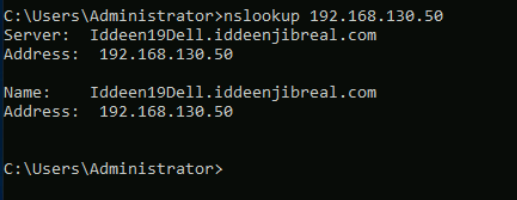 C:\Users\Administrator>nslookup 192.168.130.50
Server:  Iddeen19Dell.iddeenjibreal.com
Address:  192.168.130.50
Name:    Iddeen19Dell.iddeenjibreal.com
Address:  192.168.130.50
C:\Users\Administrator>